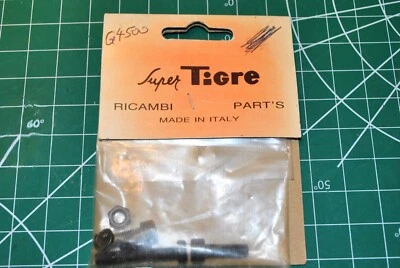 G4500
Super Tigre
RICAMBI PART'S
MADE IN ITALY
60°
50°